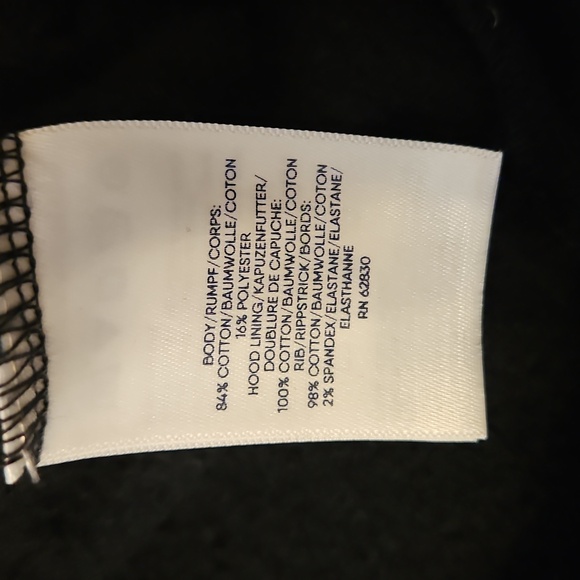 BODY/RUMPF/CORPS:
84% COTTON/BAUMWOLLE/COTON
16% POLYESTER
HOOD LINING/KAPUZENFUTTER/
DOUBLURE DE CAPUCHE:
100% COTTON/BAUMWOLLE/COTON
RIB/RIPPSTRICK/BORDS:
98% COTTON/BAUMWOLLE/COTON
2% SPANDEX/ELASTANE/ELASTANE/
ELASTHANNE
RN 62830